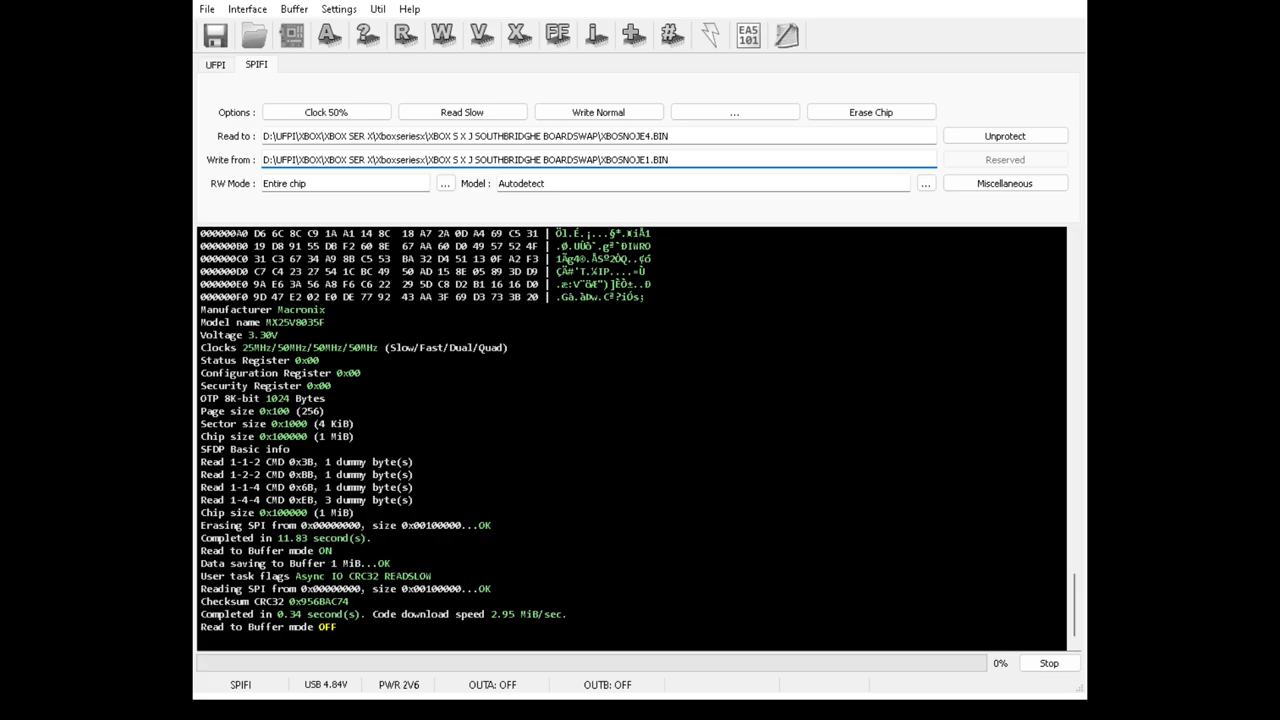 File Interface Buffer Settings Util Help
A ? R W V X FF i + # EA5 101
UFPI SPIFI
Options : Clock 50% Read Slow Write Normal ... Erase Chip
Read to : D:\UFPI\XBOX\XBOX SER X\Xboxseriesx\XBOX S X J SOUTHBRIDGHE BOARDSWAP\XBOSNOJE4.BIN Unprotect
Write from : D:\UFPI\XBOX\XBOX SER X\Xboxseriesx\XBOX S X J SOUTHBRIDGHE BOARDSWAP\XBOSNOJE1.BIN Reserved
RW Mode : Entire chip ... Model : Autodetect ... Miscellaneous
000000A0 D6 6C 8C C9 1A A1 14 8C 18 A7 2A 0D A4 69 C5 31
000000B0 19 D8 91 55 DB F2 60 8E 67 AA 60 D0 49 57 52 4F
000000C0 31 C3 67 34 A9 8B C5 53 BA 32 D4 51 13 0F A2 F3
000000D0 C7 C4 23 27 54 1C BC 49 50 AD 15 8E 05 89 3D D9
000000E0 9A E6 3A 56 A8 F6 C6 22 29 5D C8 D2 B1 16 16 D0
000000F0 9D 47 E2 02 E0 DE 77 92 43 AA 3F 69 D3 73 3B 20
Manufacturer Macronix
Model name MX25V8035F
Voltage 3.30V
Clocks 25MHz/50MHz/50MHz/50MHz (Slow/Fast/Dual/Quad)
Status Register 0x00
Configuration Register 0x00
Security Register 0x00
OTP 8K-bit 1024 Bytes
Page size 0x100 (256)
Sector size 0x1000 (4 KiB)
Chip size 0x100000 (1 MiB)
SFDP Basic info
Read 1-1-2 CMD 0x3B, 1 dummy byte(s)
Read 1-2-2 CMD 0xBB, 1 dummy byte(s)
Read 1-1-4 CMD 0x6B, 1 dummy byte(s)
Read 1-4-4 CMD 0xEB, 3 dummy byte(s)
Chip size 0x100000 (1 MiB)
Erasing SPI from 0x00000000, size 0x00100000...OK
Completed in 11.83 second(s).
Read to Buffer mode ON
Data saving to Buffer 1 MiB...OK
User task flags Async IO CRC32 READSLOW
Reading SPI from 0x00000000, size 0x00100000...OK
Checksum CRC32 0x956BAC74
Completed in 0.34 second(s). Code download speed 2.95 MiB/sec.
Read to Buffer mode OFF
0% Stop
SPIFI USB 4.84V PWR 2V6 OUTA: OFF OUTB: OFF